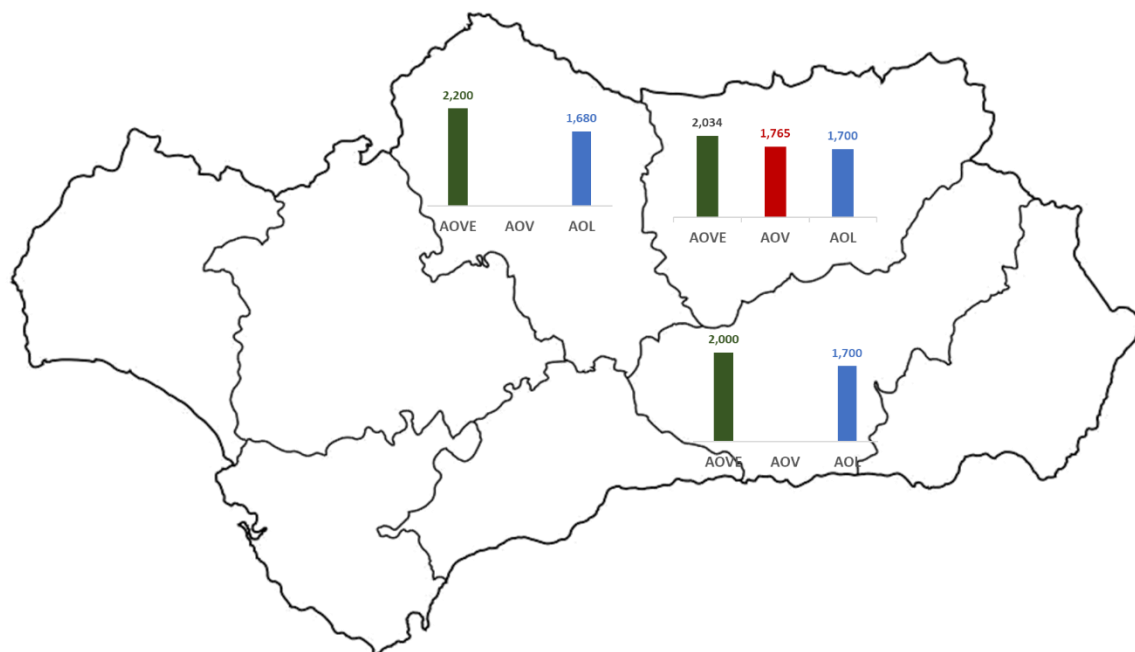 2,200
1,680
AOVE AOV AOL
2,034
1,765
1,700
AOVE AOV AOL
2,000
1,700
AOVE AOV AOL